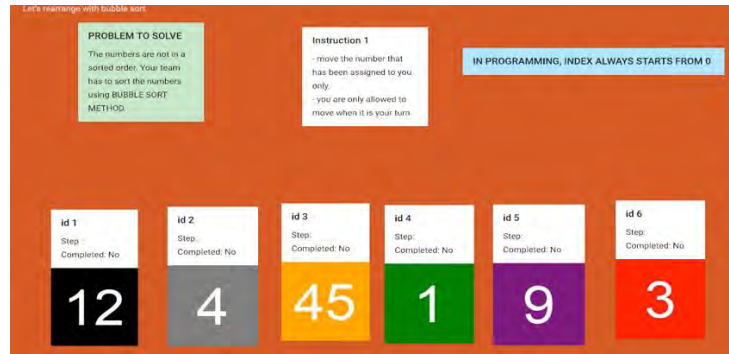 Let's rearrange with bubble sort
PROBLEM TO SOLVE
The numbers are not in a
sorted order. Your team
has to sort the numbers
using BUBBLE SORT
METHOD
Instruction 1
- move the number that
has been assigned to you
only.
- you are only allowed to
move when it is your turn
IN PROGRAMMING, INDEX ALWAYS STARTS FROM 0
id 1
Step :
Completed: No
12
id 2
Step:
Completed: No
4
id 3
Step:
Completed: No
45
id 4
Step:
Completed: No
1
id 5
Step:
Completed: No
9
id 6
Step:
Completed: No
3